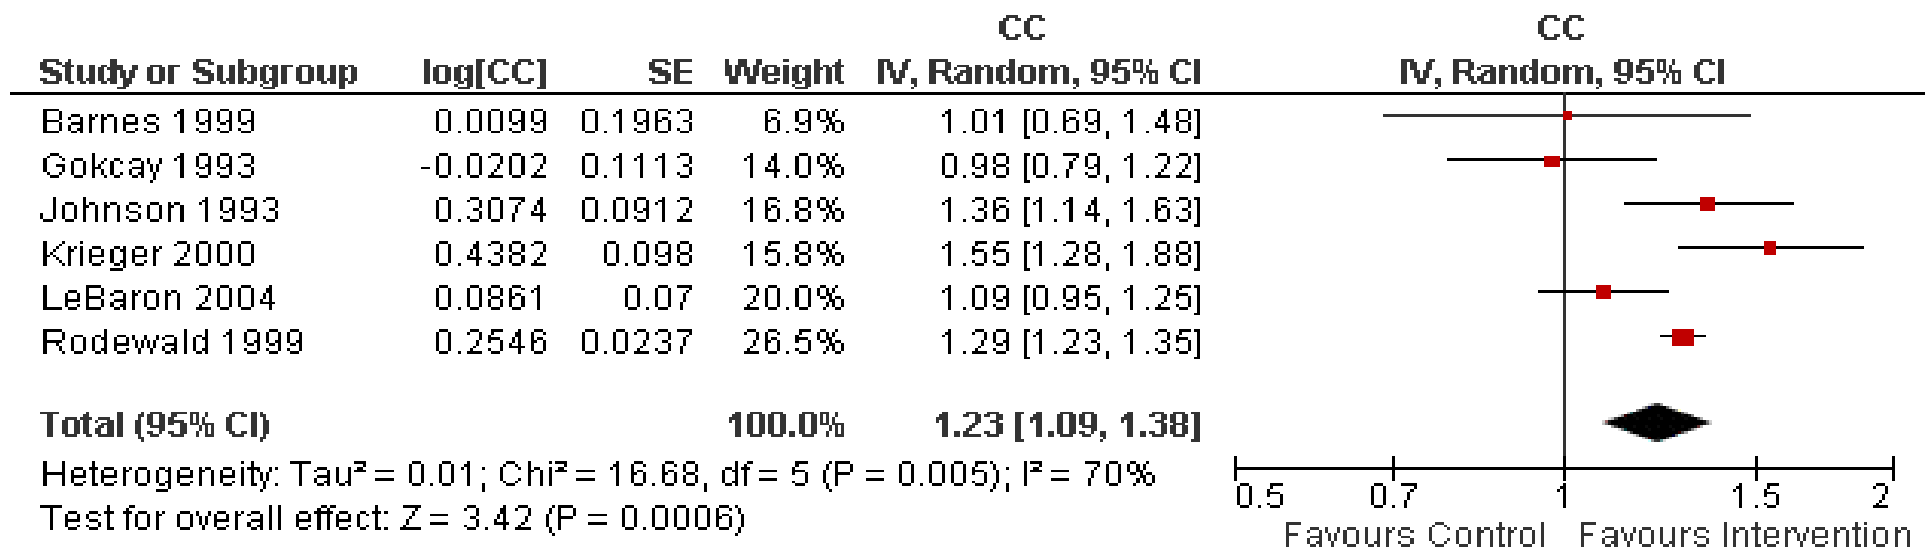 CC CC
Study or Subgroup log[CC] SE Weight IV, Random, 95% CI IV, Random, 95% CI
Barnes 1999 0.0099 0.1963 6.9% 1.01 [0.69, 1.48]
Gokcay 1993 -0.0202 0.1113 14.0% 0.98 [0.79, 1.22]
Johnson 1993 0.3074 0.0912 16.8% 1.36 [1.14, 1.63]
Krieger 2000 0.4382 0.098 15.8% 1.55 [1.28, 1.88]
LeBaron 2004 0.0861 0.07 20.0% 1.09 [0.95, 1.25]
Rodewald 1999 0.2546 0.0237 26.5% 1.29 [1.23, 1.35]
Total (95% CI) 100.0% 1.23 [1.09, 1.38]
Heterogeneity: Tau² = 0.01; Chi² = 16.68, df = 5 (P = 0.005); I² = 70%
Test for overall effect: Z = 3.42 (P = 0.0006)
0.5 0.7 1 1.5 2
Favours Control Favours Intervention